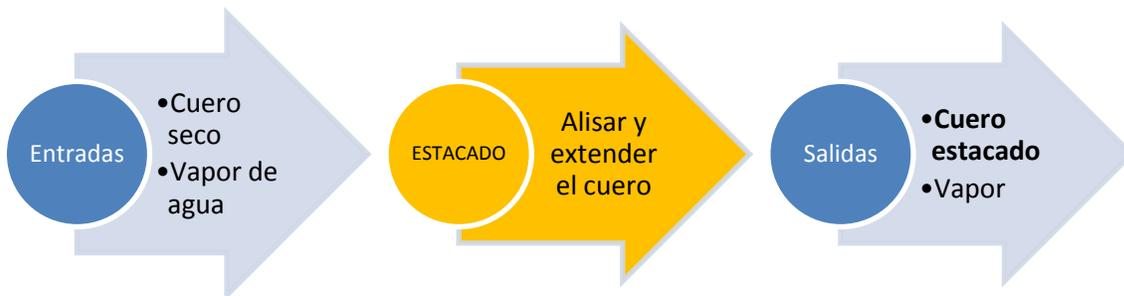 Entradas
•Cuero
seco
•Vapor de
agua
ESTACADO
Alisar y
extender
el cuero
Salidas
•Cuero
estacado
•Vapor